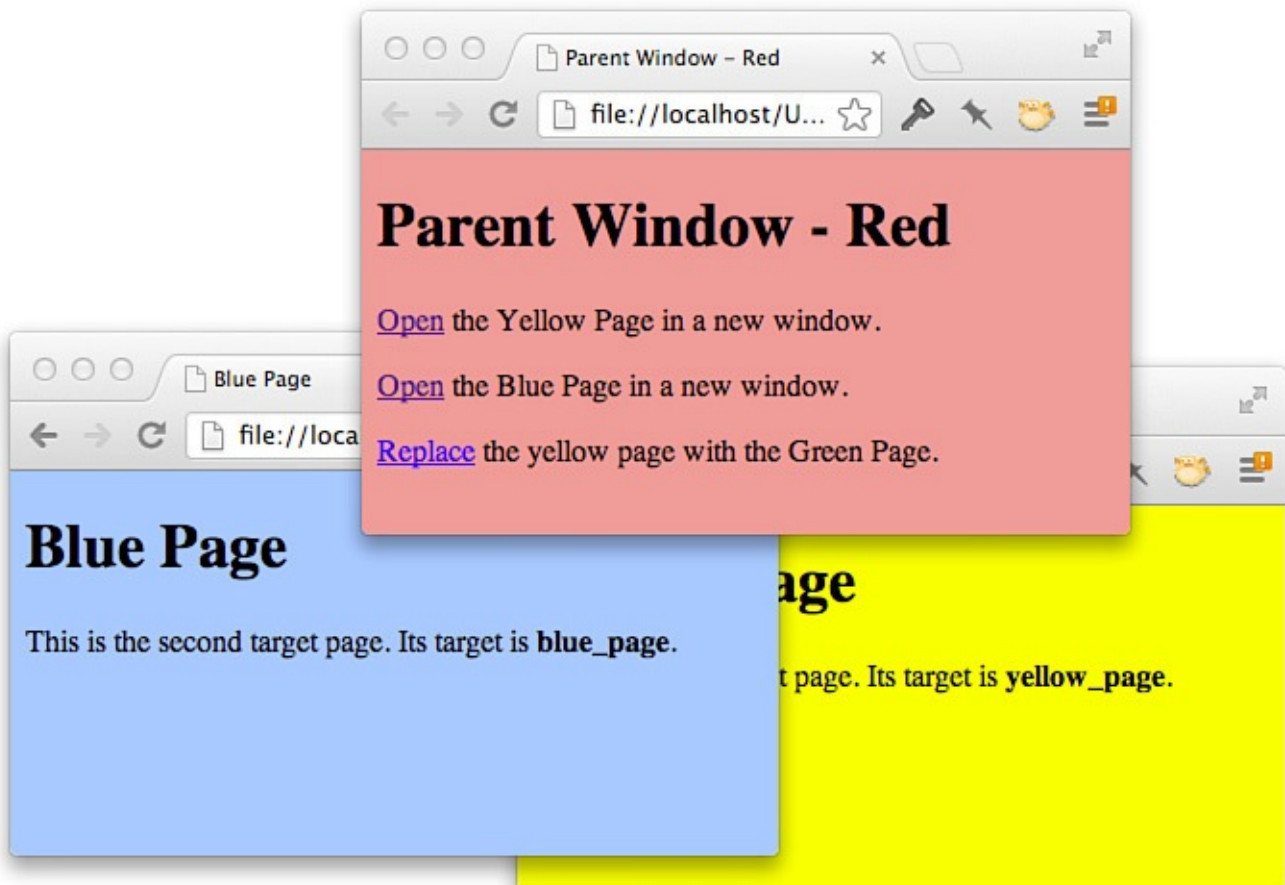 Parent Window – Red
file://localhost/U...
Parent Window - Red
Open the Yellow Page in a new window.
Open the Blue Page in a new window.
Replace the yellow page with the Green Page.
Blue Page
file://loca
Blue Page
This is the second target page. Its target is blue_page.
age
t page. Its target is yellow_page.